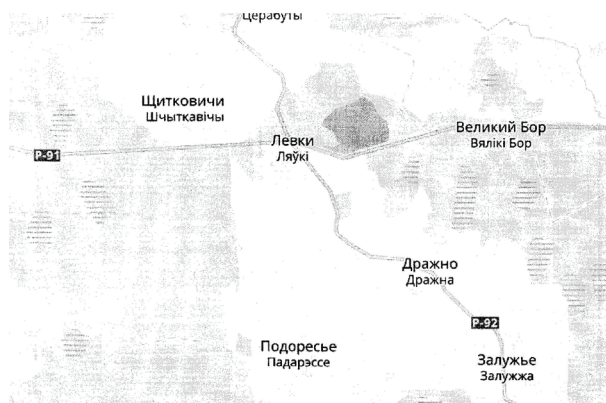 Церабуты
Щитковичи
Шчыткавічы
Великий Бор
Вялікі Бор
Левки
Ляўкі
Р-91
Дражно
Дражна
Р-92
Подоресье
Падарэссе
Залужье
Залужжа